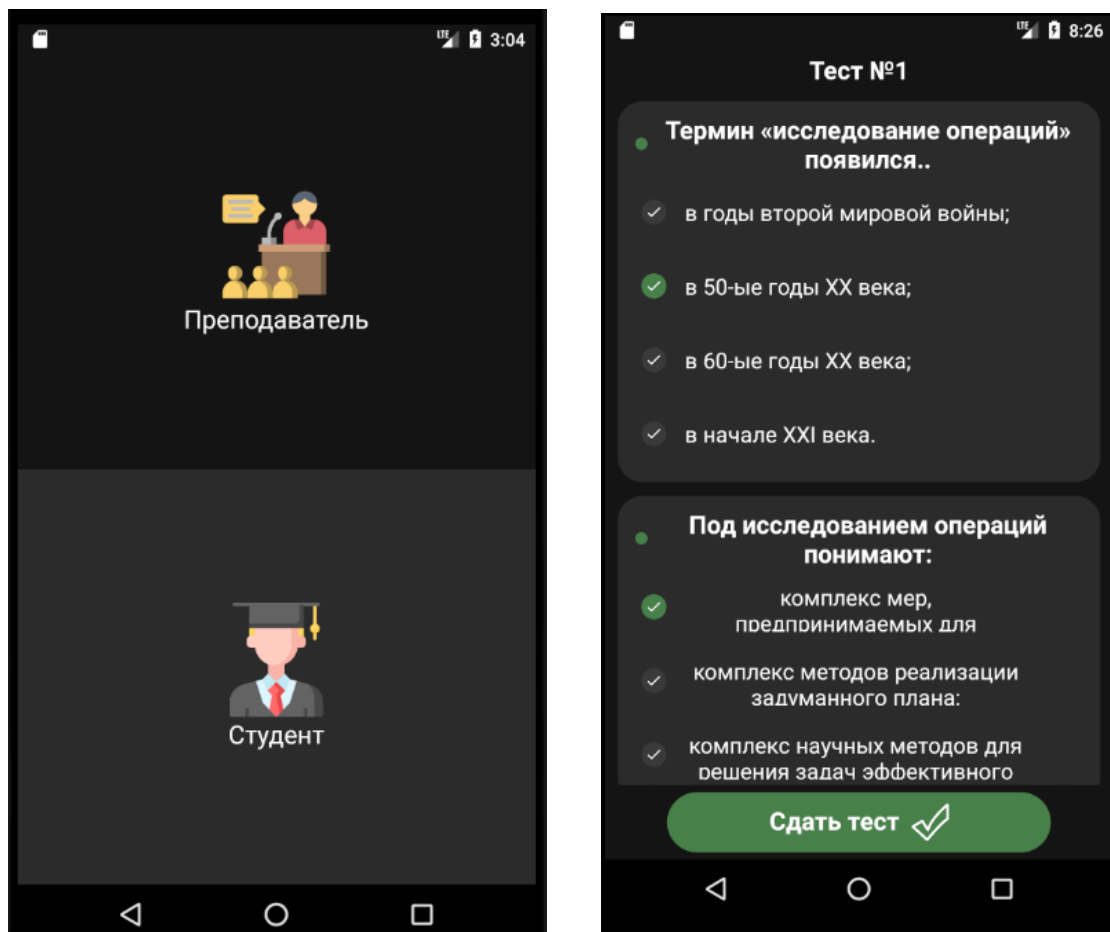 LTE 3:04
Преподаватель
Студент
LTE 8:26
Тест №1
Термин «исследование операций»
появился..
в годы второй мировой войны;
в 50-ые годы XX века;
в 60-ые годы XX века;
в начале XXI века.
Под исследованием операций
понимают:
комплекс мер,
предпринимаемых для
комплекс методов реализации
задуманного плана;
комплекс научных методов для
решения задач эффективного
Сдать тест